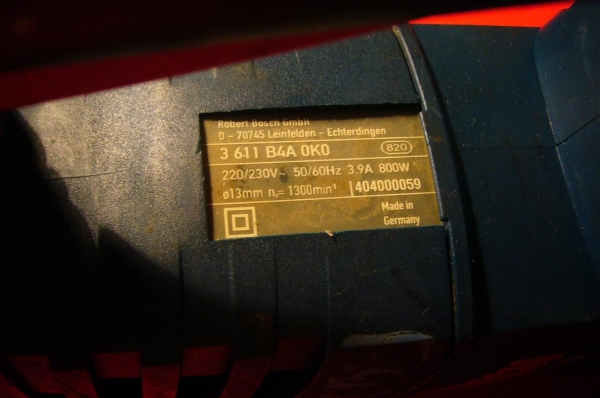 Robert Bosch GmbH
D - 70745 Leinfelden - Echterdingen
3 611 B4A 0K0 820
220/230V~ 50/60Hz 3.9A 800W
ø13mm n₀= 1300min⁻¹ 404000059
Made in
Germany